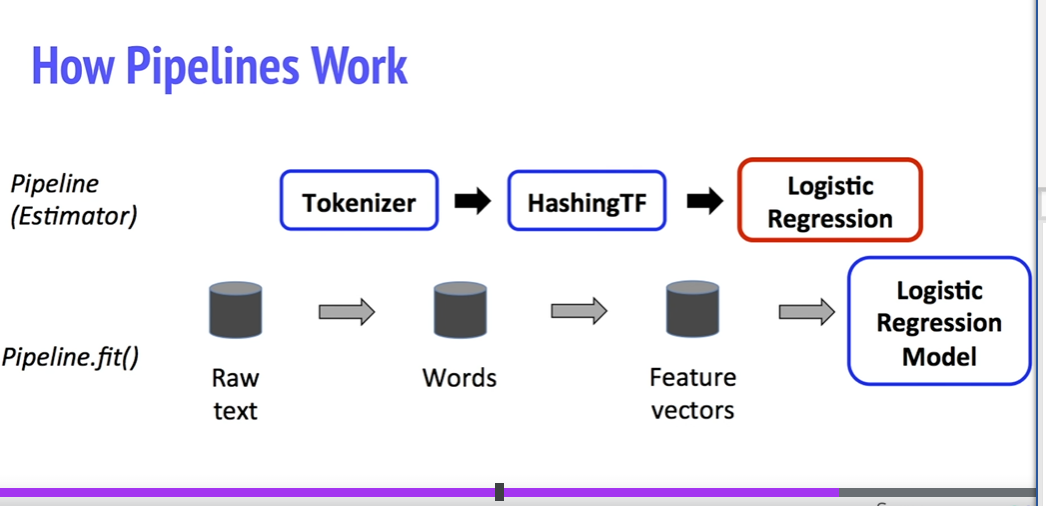 How Pipelines Work
Pipeline
(Estimator)
Tokenizer
HashingTF
Logistic
Regression
Pipeline.fit()
Raw
text
Words
Feature
vectors
Logistic
Regression
Model